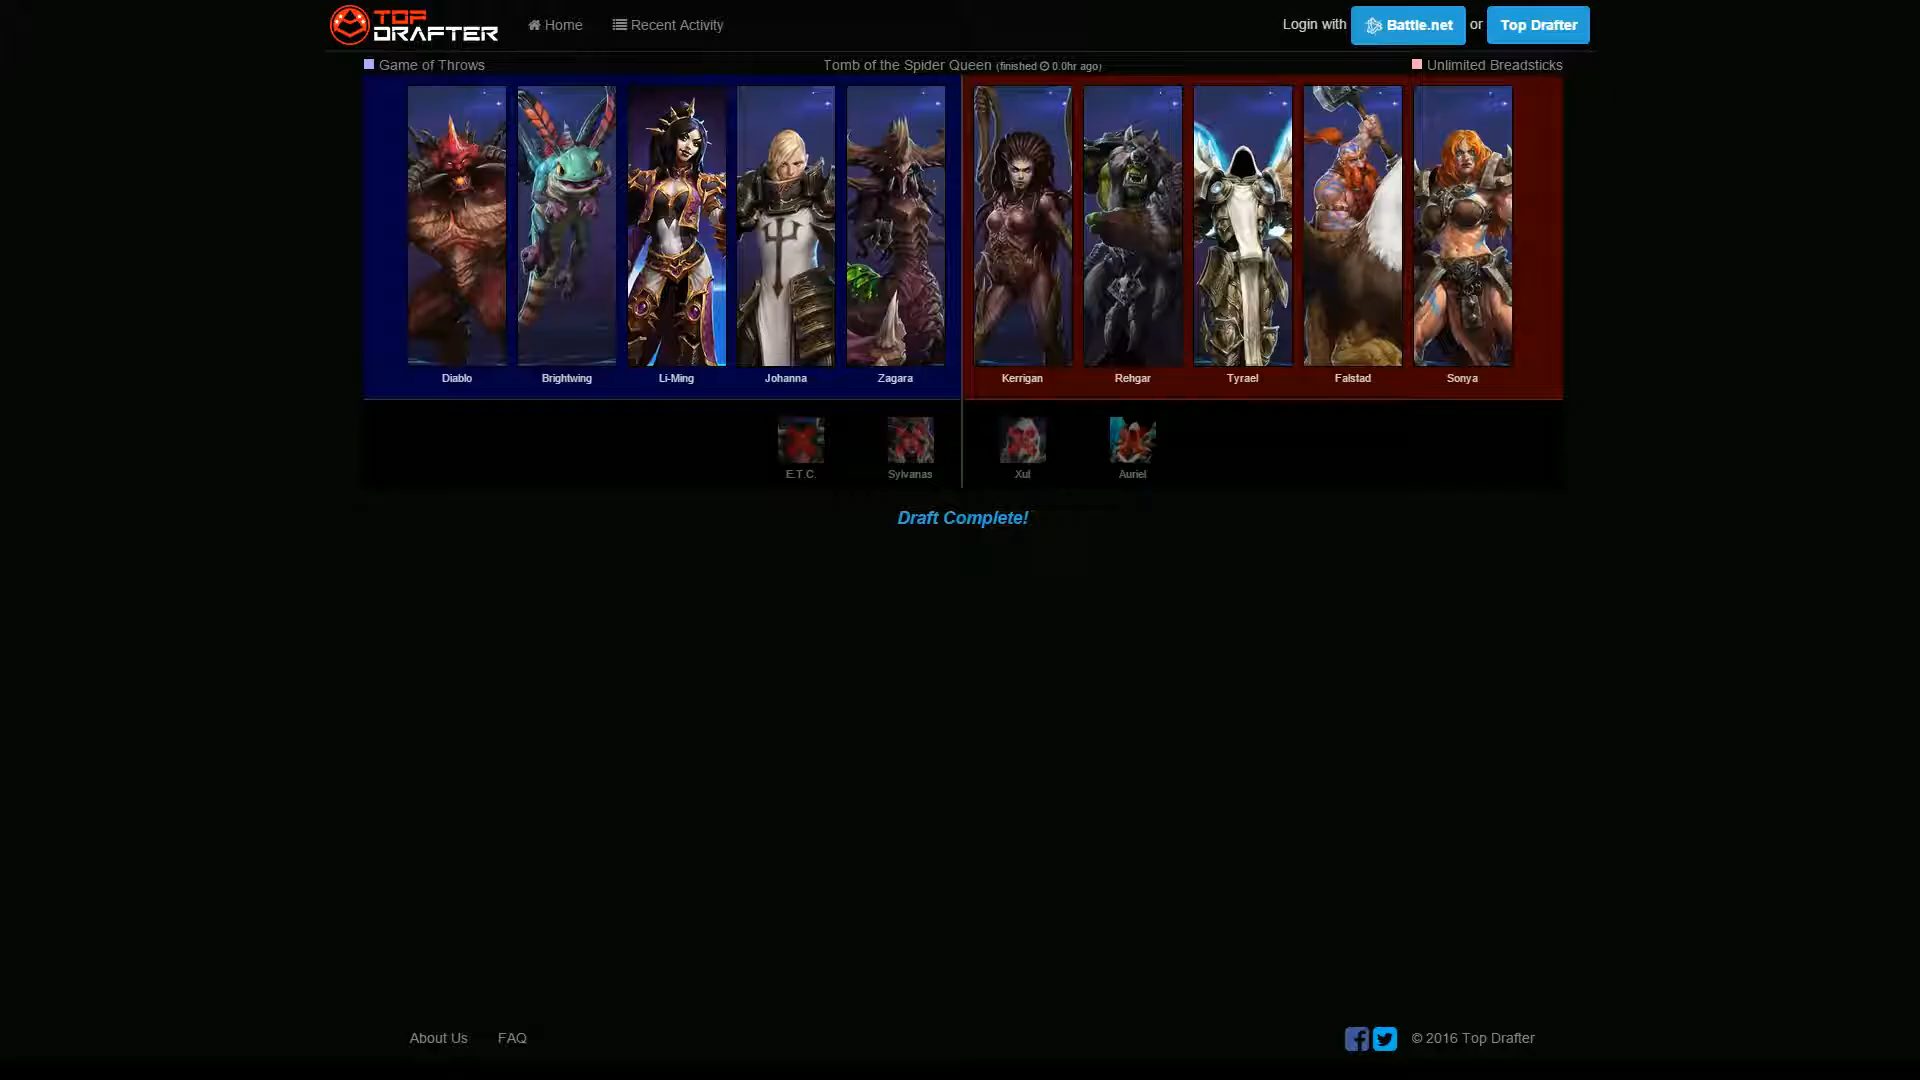 TOP DRAFTER
Home
Recent Activity
Login with Battle.net or Top Drafter
Game of Throws
Tomb of the Spider Queen (finished 0.0hr ago)
Unlimited Breadsticks
Diablo
Brightwing
Li-Ming
Johanna
Zagara
Kerrigan
Rehgar
Tyrael
Falstad
Sonya
E.T.C.
Sylvanas
Xul
Auriel
Draft Complete!
About Us
FAQ
© 2016 Top Drafter